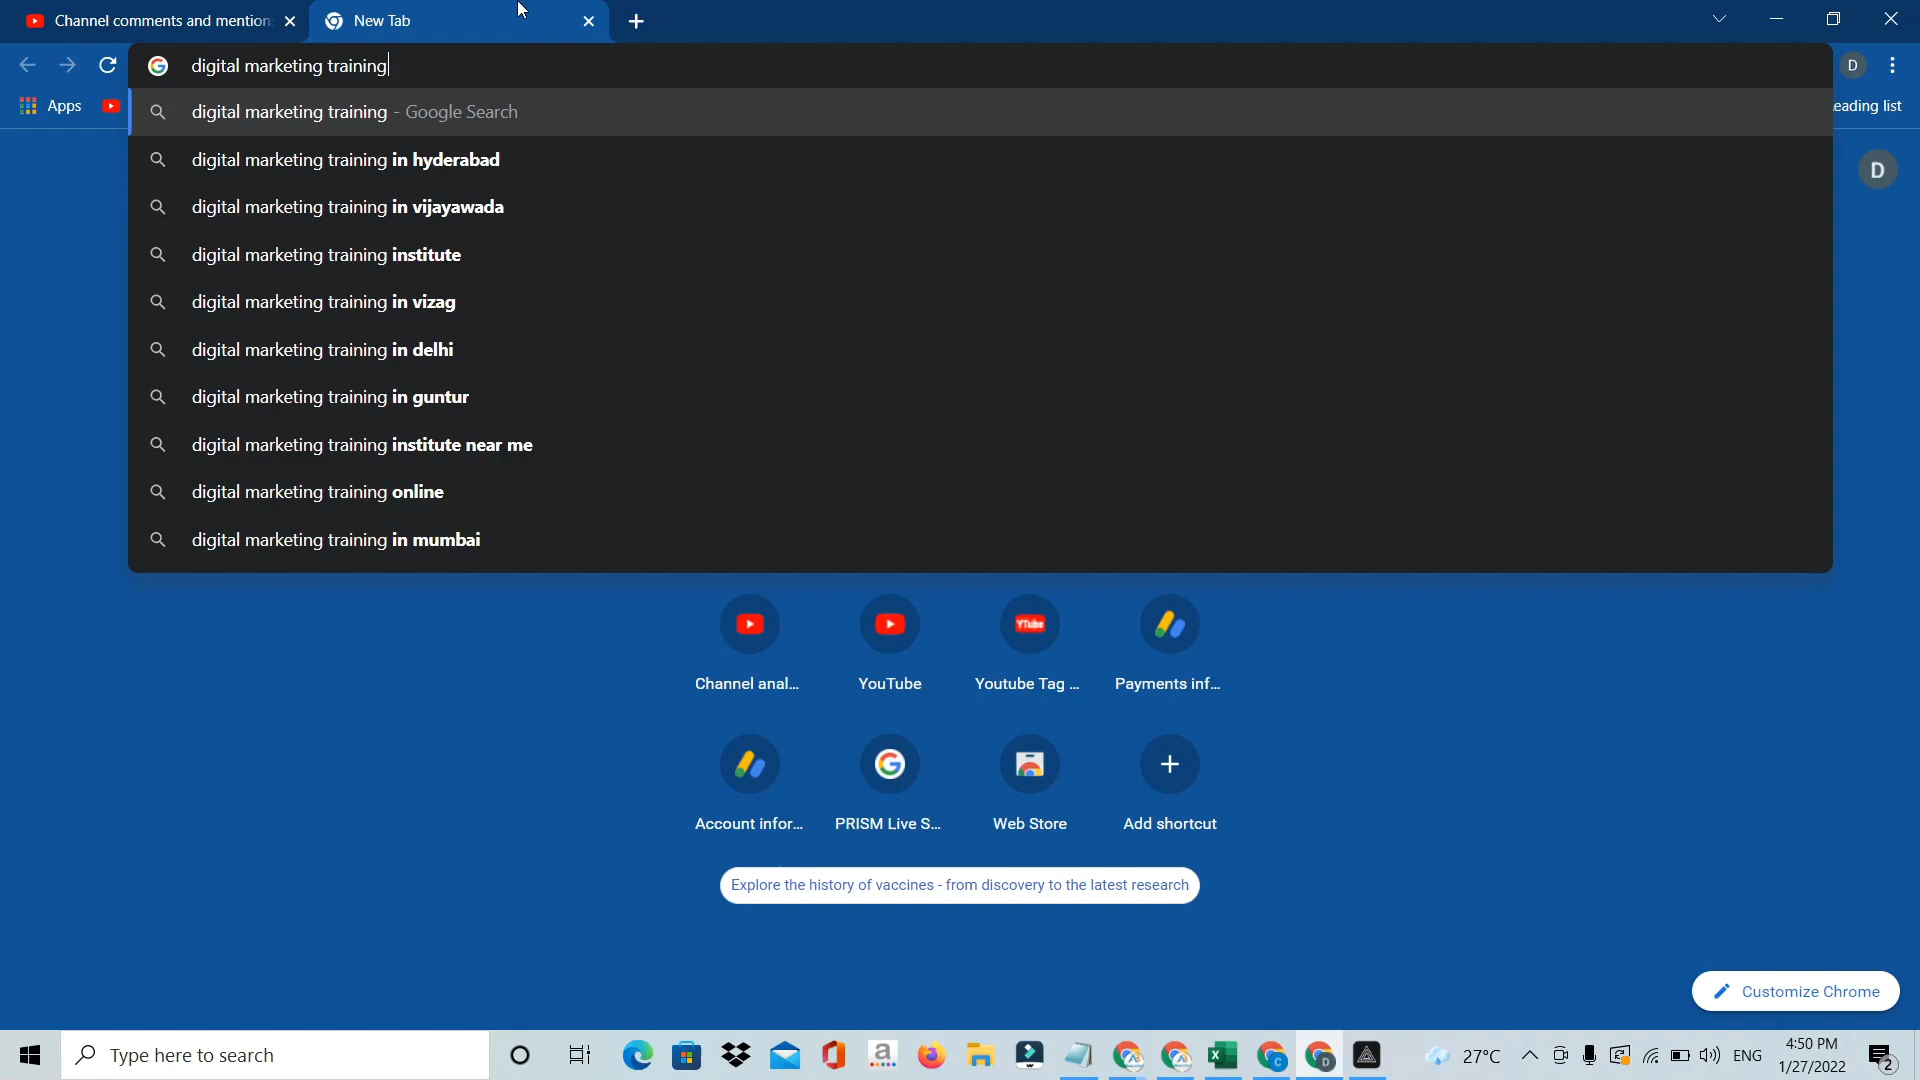 Channel comments and mention
New Tab
digital marketing training
D
Apps
eading list
digital marketing training - Google Search
digital marketing training in hyderabad
D
digital marketing training in vijayawada
digital marketing training institute
digital marketing training in vizag
digital marketing training in delhi
digital marketing training in guntur
digital marketing training institute near me
digital marketing training online
digital marketing training in mumbai
YTube
Channel anal...
YouTube
Youtube Tag ...
Payments inf...
Account infor...
PRISM Live S...
Web Store
Add shortcut
Explore the history of vaccines - from discovery to the latest research
Customize Chrome
Type here to search
a
C
D
27°C
ENG
4:50 PM
1/27/2022
2